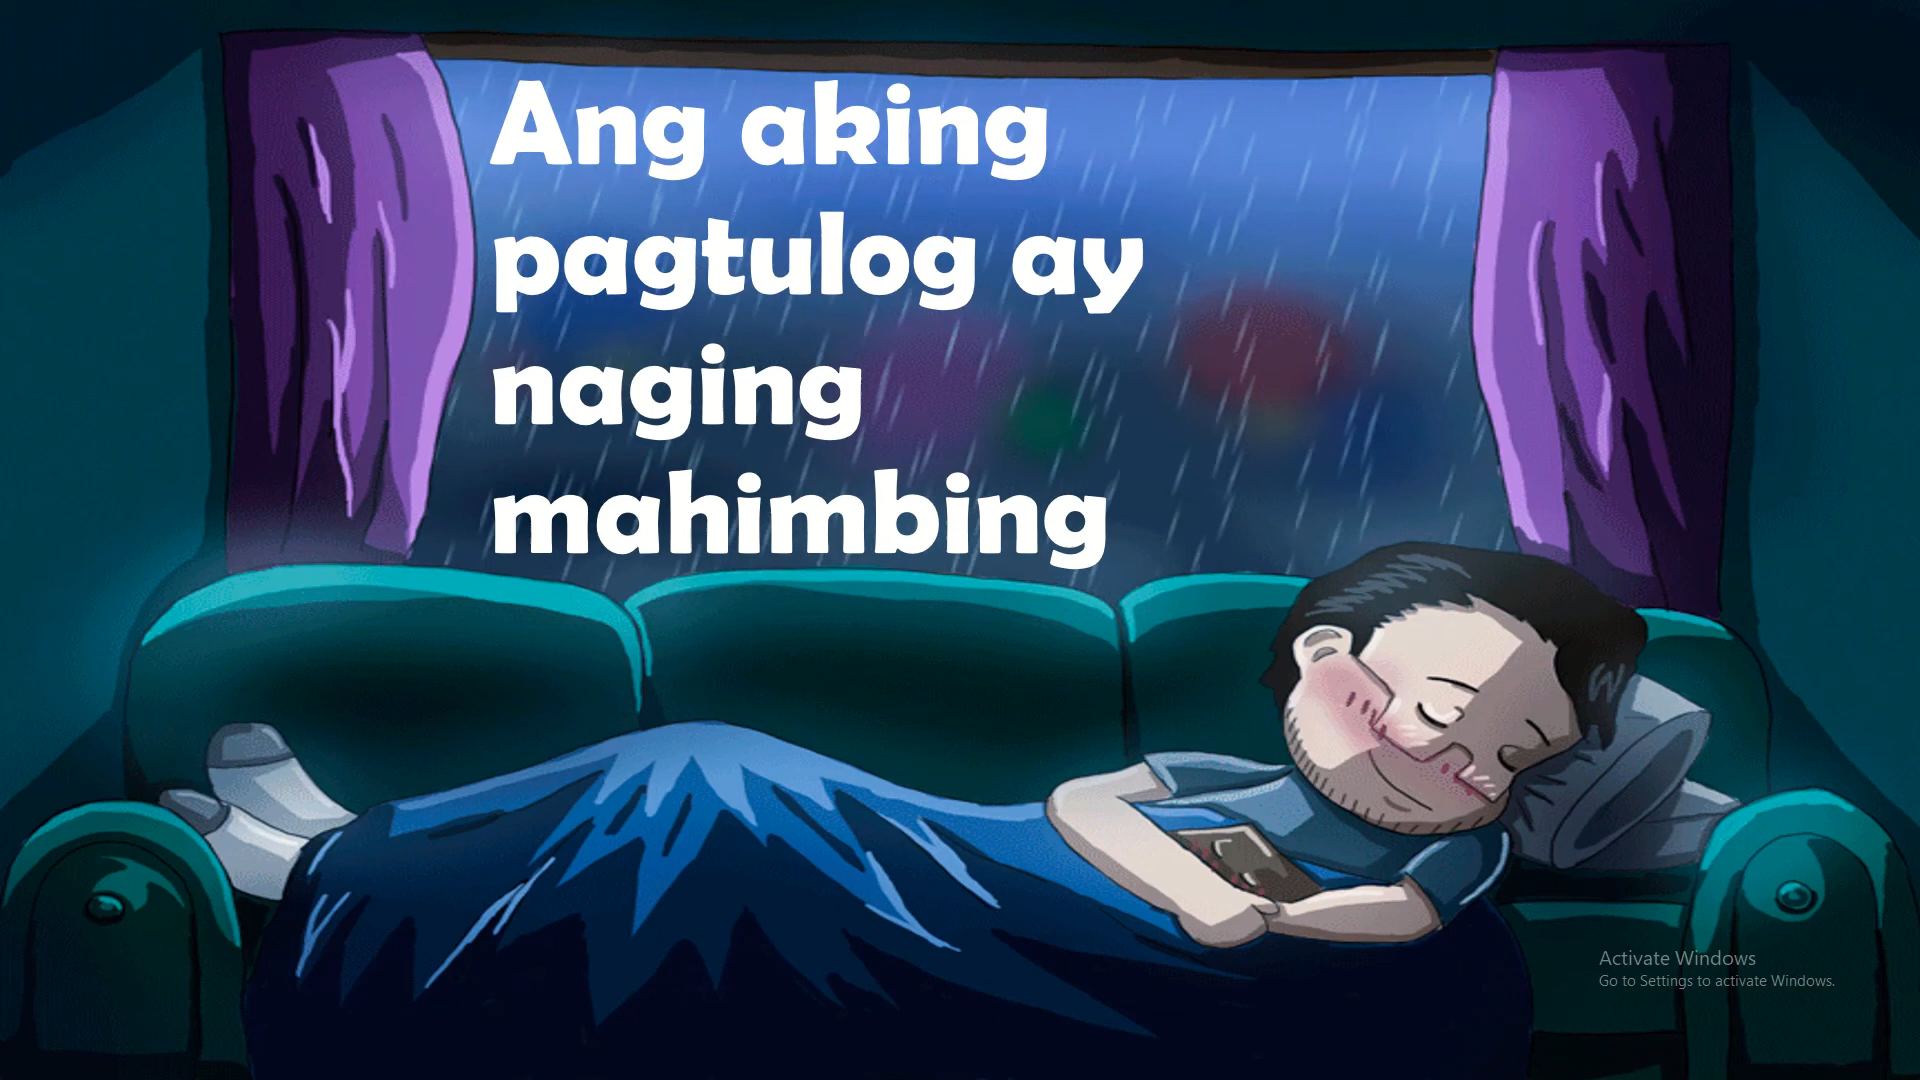 Ang aking
pagtulog ay
naging
mahimbing
Activate Windows
Go to Settings to activate Windows.